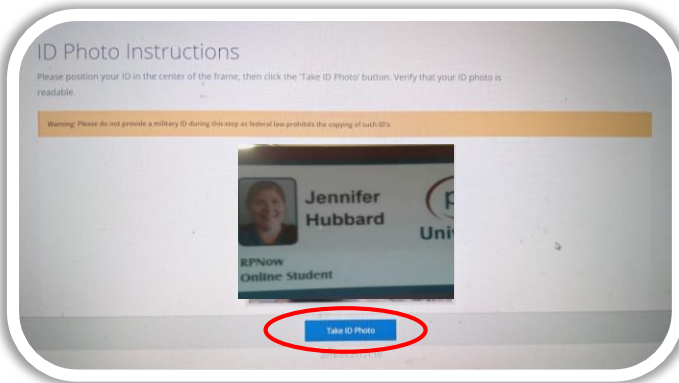 ID Photo Instructions
Please position your ID in the center of the frame, then click the 'Take ID Photo' button. Verify that your ID photo is
readable.
Warning: Please do not provide a military ID during this step as federal law prohibits the copying of such ID's.
Jennifer
Hubbard
Uni
RPNow
Online Student
Take ID Photo